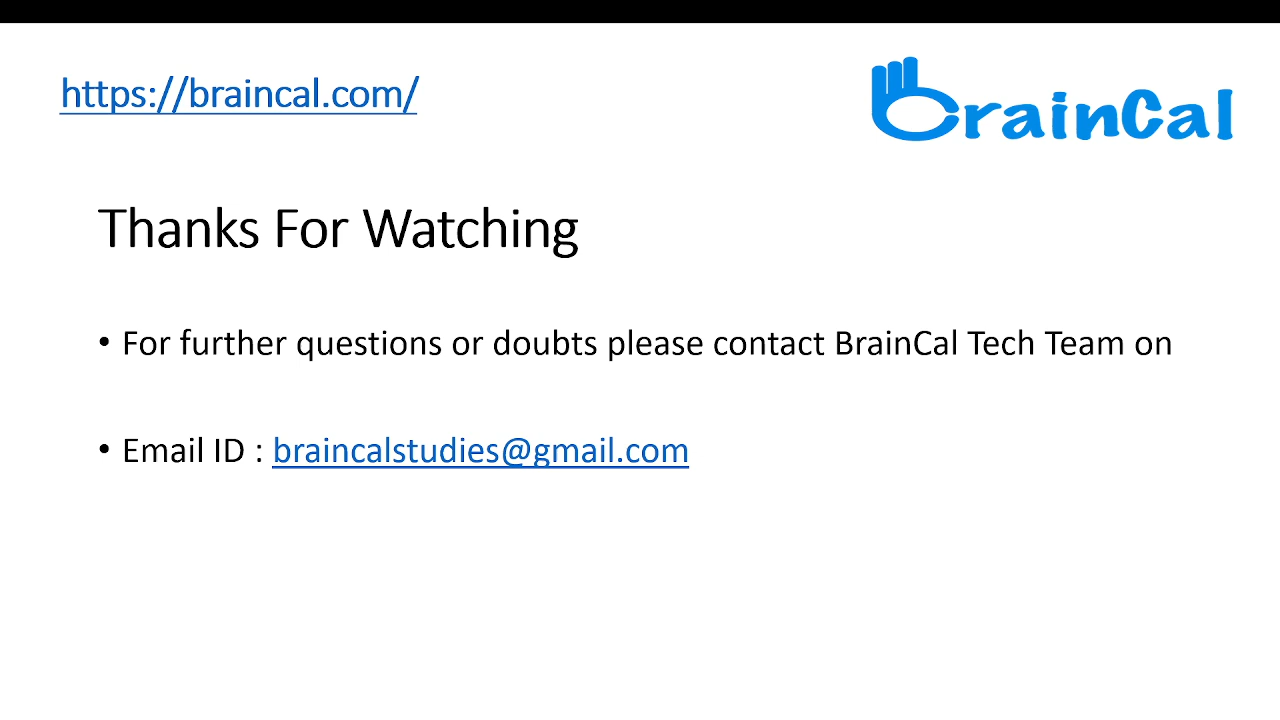 https://braincal.com/
BrainCal
Thanks For Watching
• For further questions or doubts please contact BrainCal Tech Team on
• Email ID : braincalstudies@gmail.com